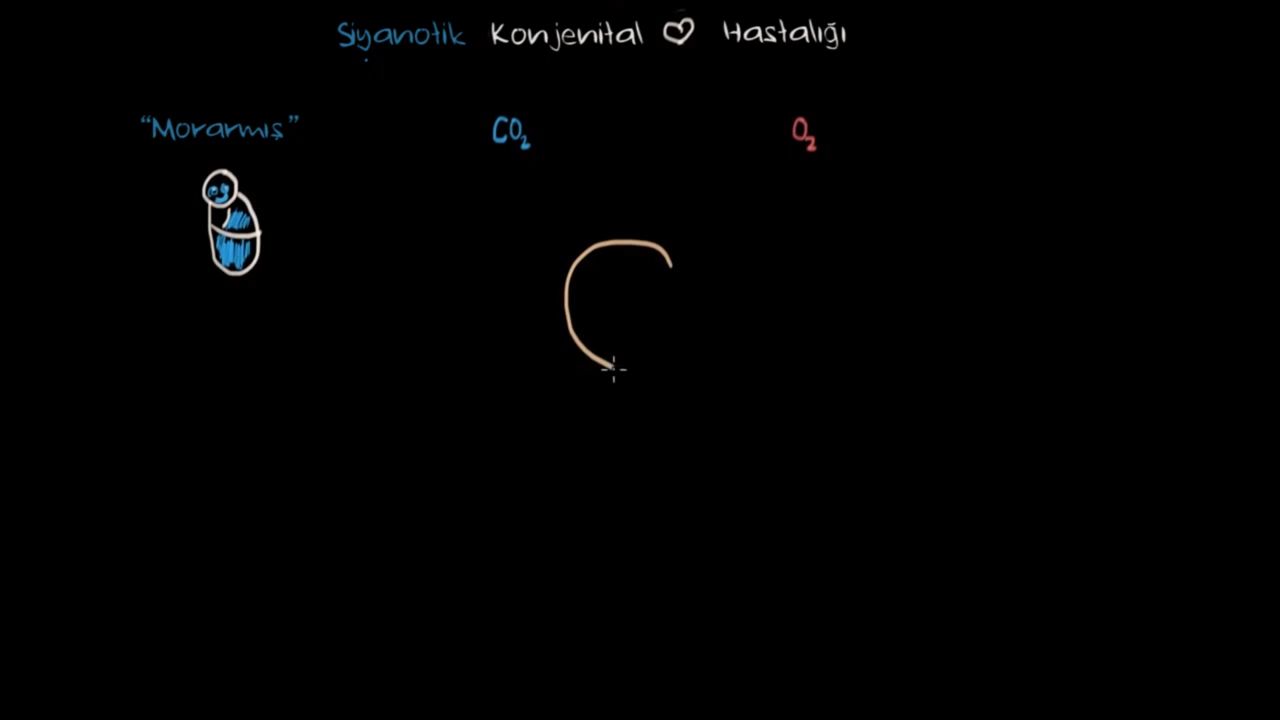 Siyanotik Konjenital ♡ Hastalığı
"Morarmış" CO₂ O₂